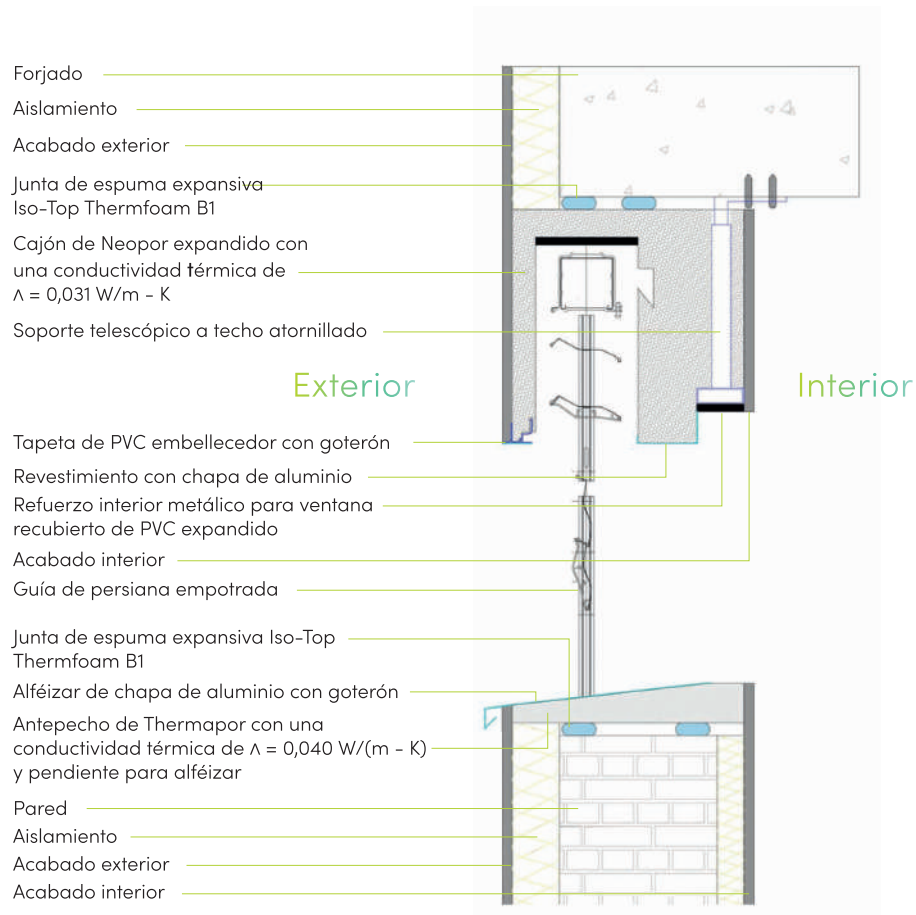 Forjado
Aislamiento
Acabado exterior
Junta de espuma expansiva
Iso-Top Thermfoam B1
Cajón de Neopor expandido con
una conductividad térmica de
Λ = 0,031 W/m - K
Soporte telescópico a techo atornillado
Exterior
Interior
Tapeta de PVC embellecedor con goterón
Revestimiento con chapa de aluminio
Refuerzo interior metálico para ventana
recubierto de PVC expandido
Acabado interior
Guía de persiana empotrada
Junta de espuma expansiva Iso-Top
Thermfoam B1
Alféizar de chapa de aluminio con goterón
Antepecho de Thermapor con una
conductividad térmica de Λ = 0,040 W/(m - K)
y pendiente para alféizar
Pared
Aislamiento
Acabado exterior
Acabado interior